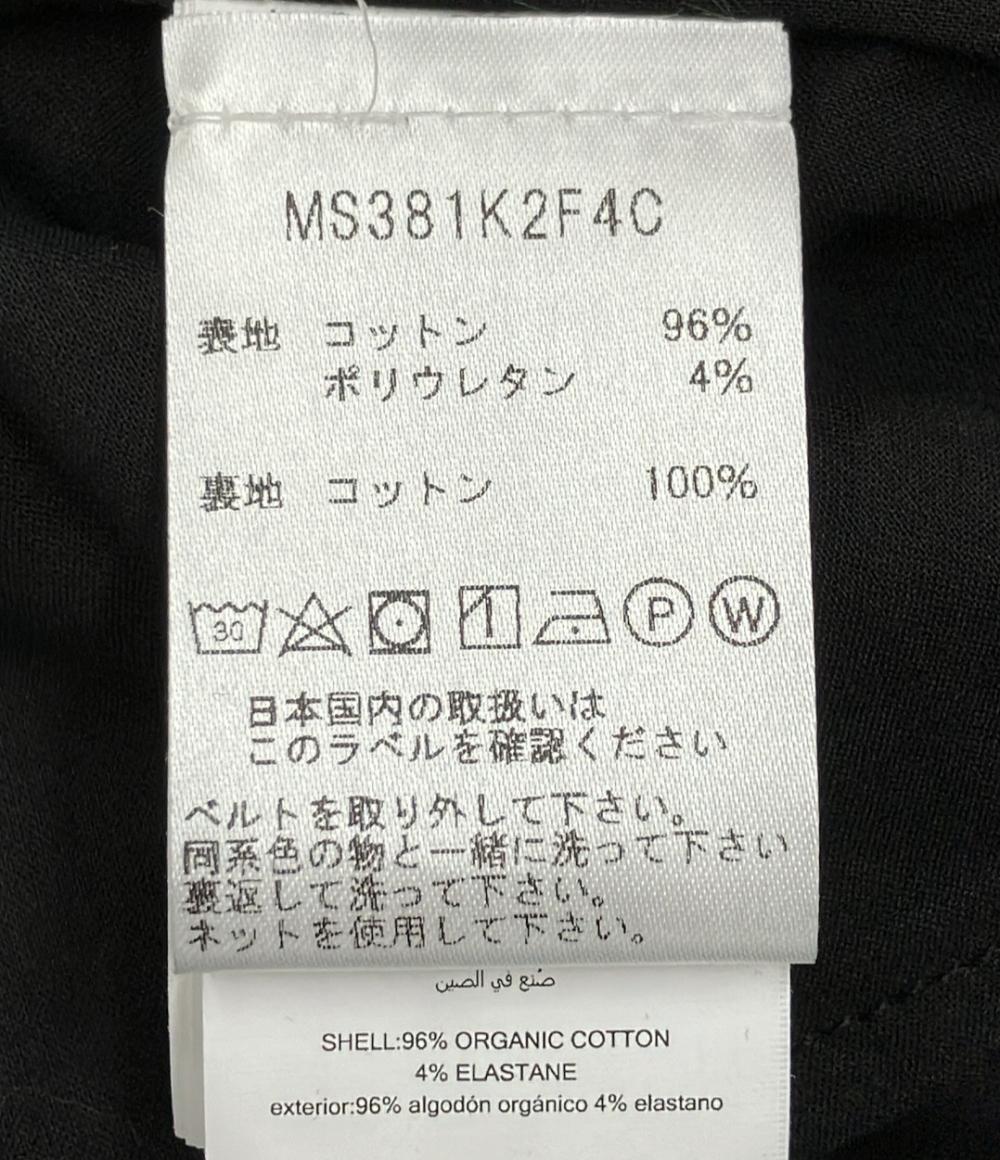 MS381K2F4C
表地 コットン 96%
ポリウレタン 4%
裏地 コットン 100%
30 1 P W
日本国内の取扱いは
このラベルを確認ください
ベルトを取り外して下さい。
同系色の物と一緒に洗って下さい
裏返して洗って下さい。
ネットを使用して下さい。
صُنع في الصين
SHELL:96% ORGANIC COTTON
4% ELASTANE
exterior:96% algodón orgánico 4% elastano